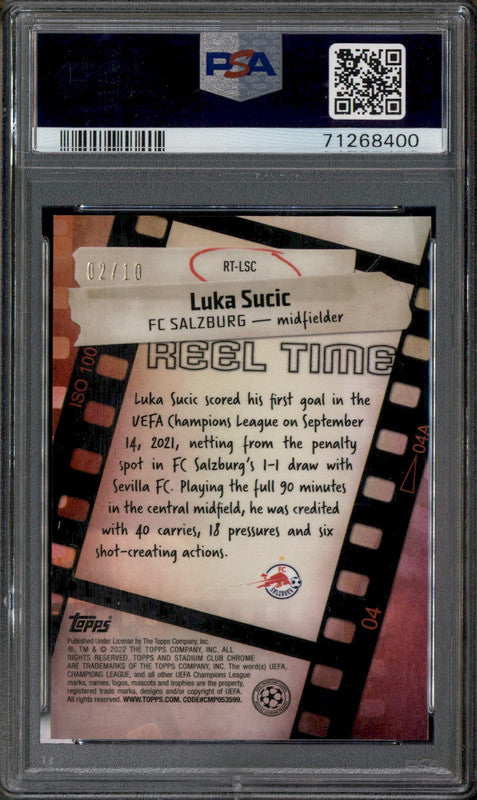 PSA
71268400
02/10
RT-LSC
Luka Sucic
FC SALZBURG — midfielder
REEL TIME
ISO 100
Luka Sucic scored his first goal in the
UEFA Champions League on September
14, 2021, netting from the penalty
spot in FC Salzburg's 1-1 draw with
Sevilla FC. Playing the full 90 minutes
in the central midfield, he was credited
with 40 carries, 18 pressures and six
shot-creating actions.
04A
04
FC
SALZBURG
Topps
Published Under License by The Topps Company, Inc.
®, TM & © 2022 THE TOPPS COMPANY, INC. ALL
RIGHTS RESERVED. TOPPS AND STADIUM CLUB CHROME
ARE TRADEMARKS OF THE TOPPS COMPANY, INC. The word(s) UEFA,
CHAMPIONS LEAGUE, and all other UEFA Champions League
marks, names, logos, mascots and trophies are the property,
registered trade marks, designs and/or copyright of UEFA.
All rights reserved. WWW.TOPPS.COM. CODE#CMP053599.